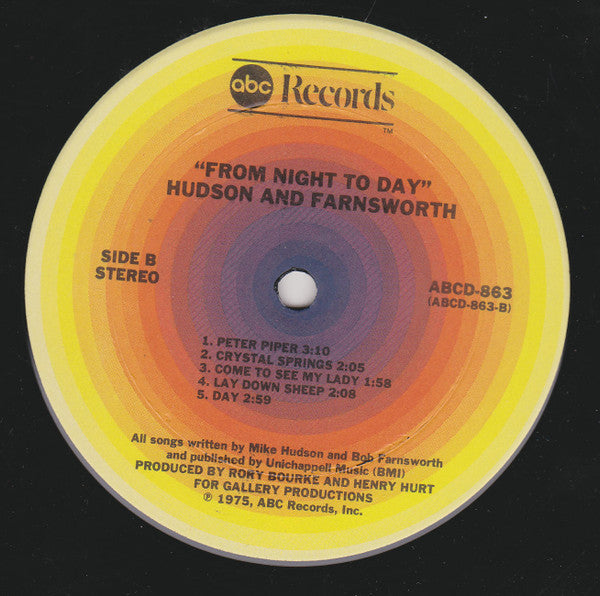 abc Records
TM
"FROM NIGHT TO DAY"
HUDSON AND FARNSWORTH
SIDE B
STEREO
ABCD-863
(ABCD-863-B)
1. PETER PIPER 3:10
2. CRYSTAL SPRINGS 2:05
3. COME TO SEE MY LADY 1:58
4. LAY DOWN SHEEP 2:08
5. DAY 2:59
All songs written by Mike Hudson and Bob Farnsworth
and published by Unichappell Music (BMI)
PRODUCED BY RORY BOURKE AND HENRY HURT
FOR GALLERY PRODUCTIONS
℗ 1975, ABC Records, Inc.